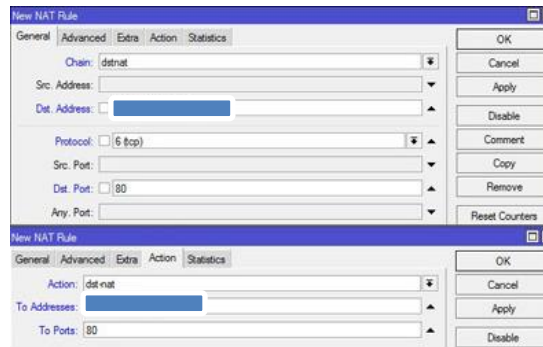 New NAT Rule
General Advanced Extra Action Statistics
OK
Chain: dstnat
Cancel
Src. Address:
Apply
Dst. Address:
Disable
Protocol: 6 (tcp)
Comment
Src. Port:
Copy
Dst. Port: 80
Remove
Any. Port:
Reset Counters
New NAT Rule
General Advanced Extra Action Statistics
OK
Action: dst-nat
Cancel
To Addresses:
Apply
To Ports: 80
Disable